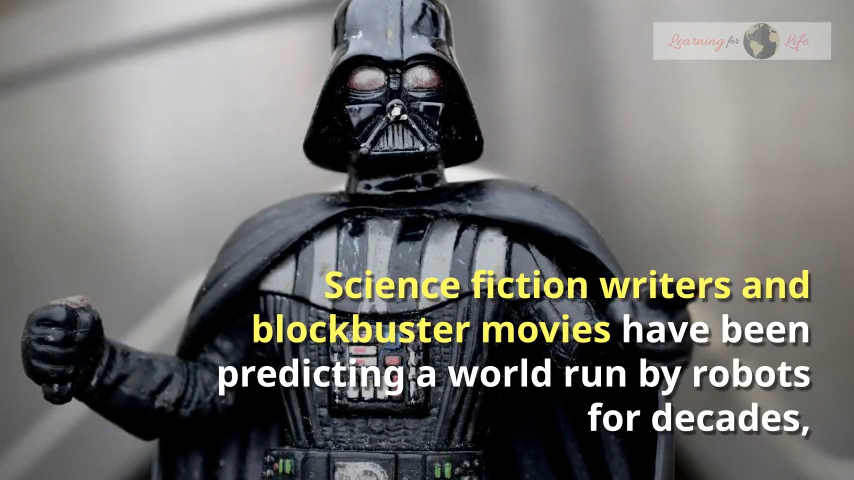 Learning for Life
Science fiction writers and
blockbuster movies have been
predicting a world run by robots
for decades,